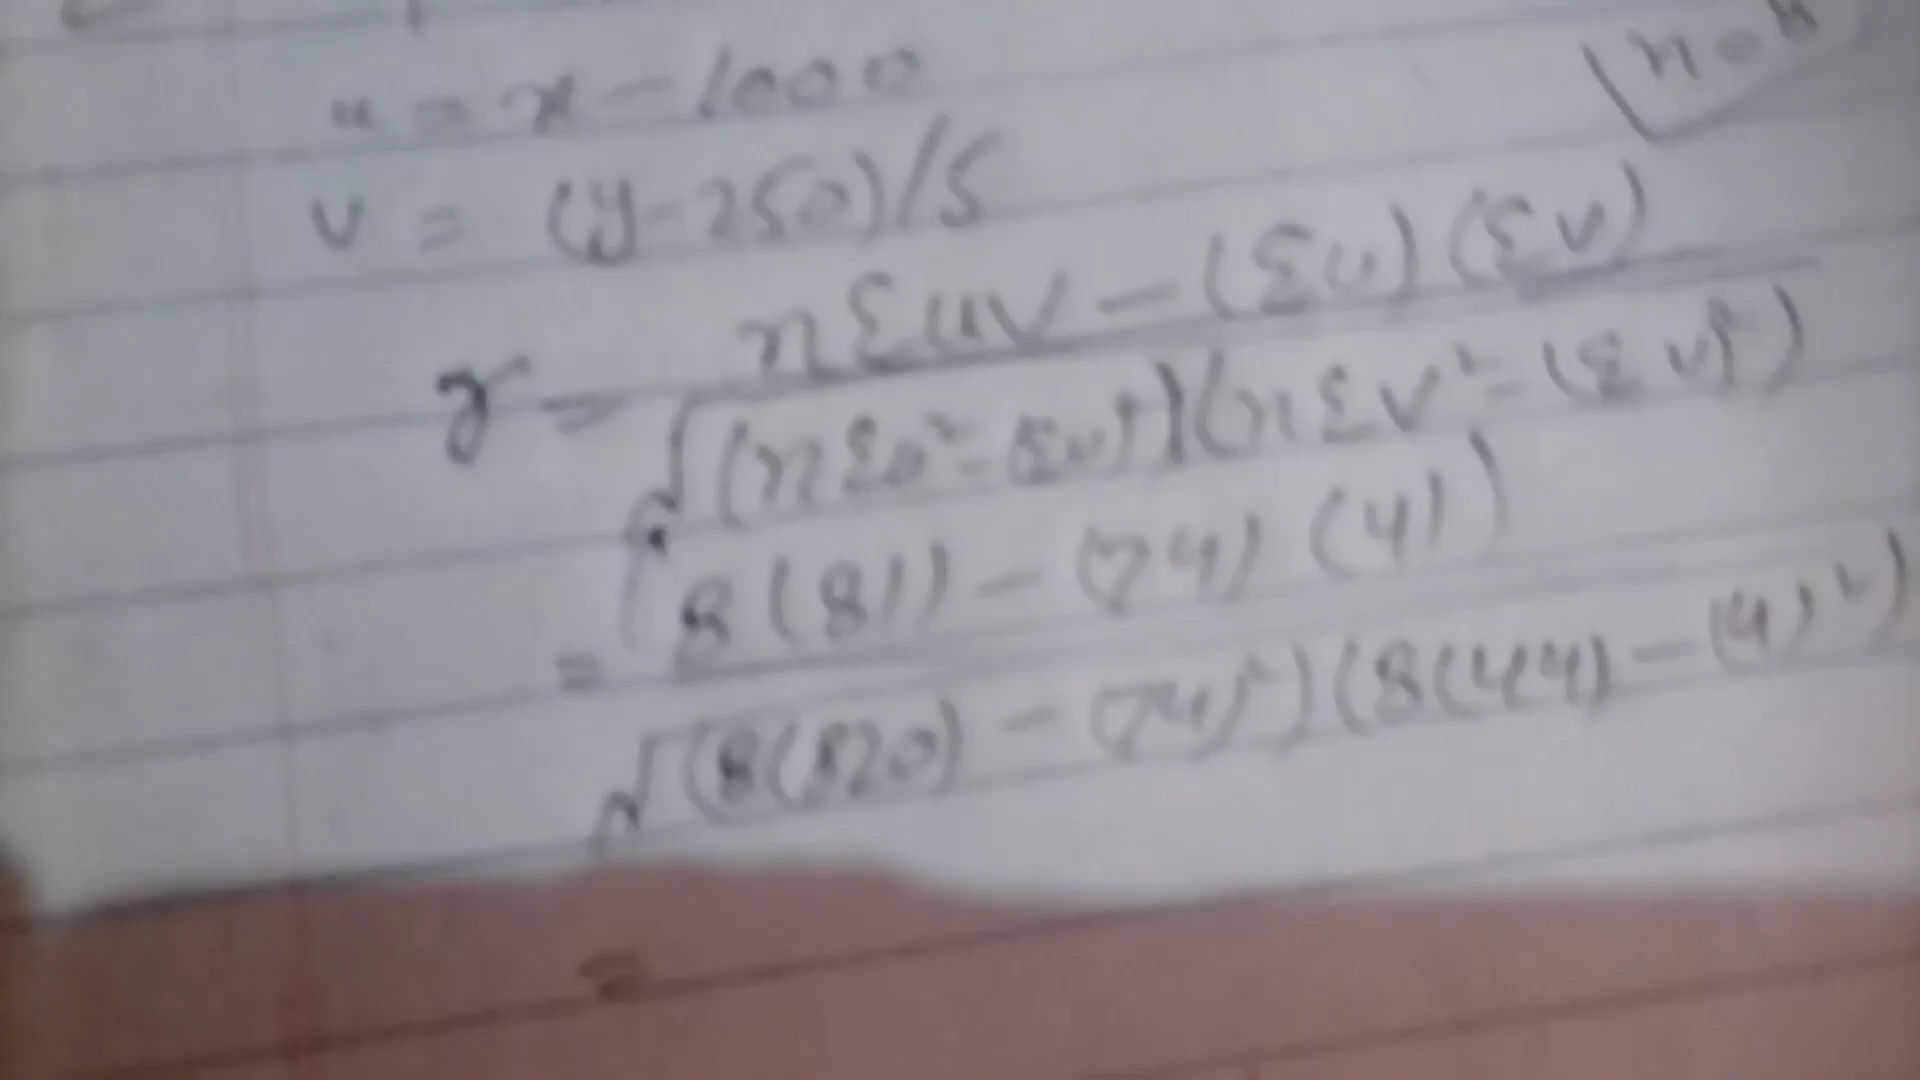 u = x - 1000
v = (y-250)/5
r = nΣuv - (Σu)(Σv) / √(nΣu² - (Σu)²)(nΣv² - (Σv)²)
= 8(81) - (74)(4) / √(8(820) - (74)²)(8(44) - (4)²)
=